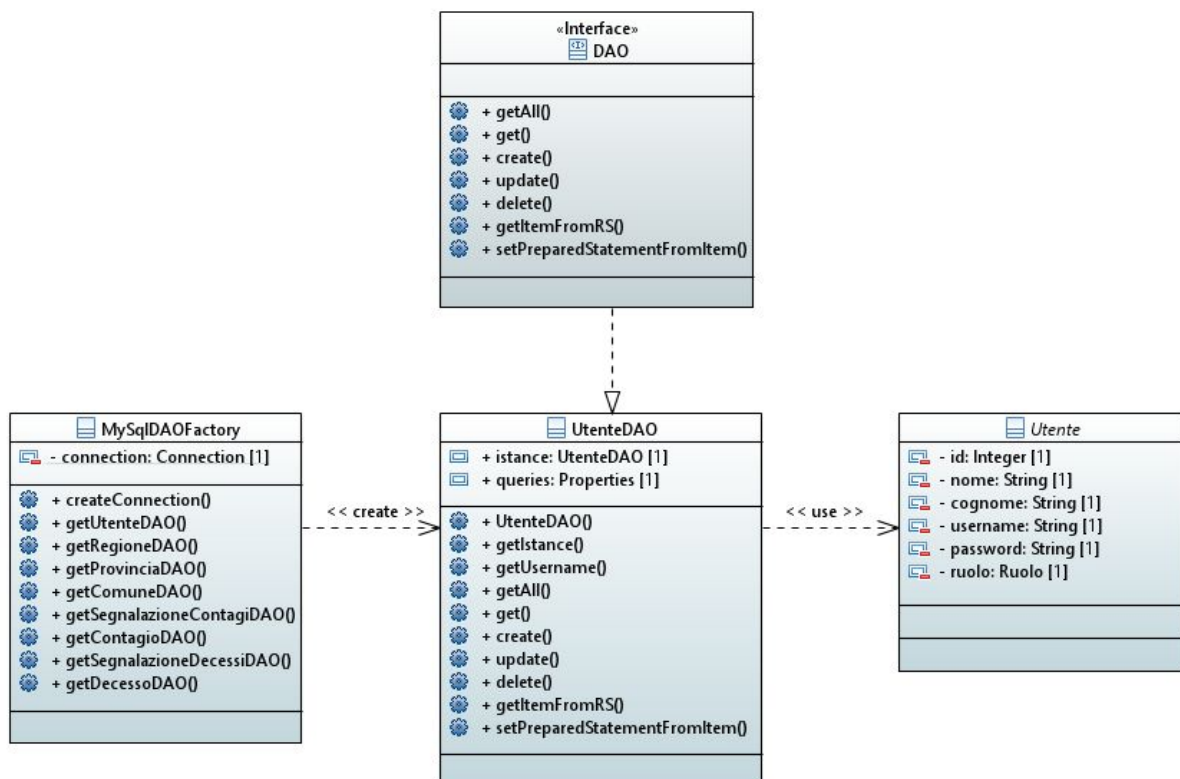 «Interface»
DAO
+ getAll()
+ get()
+ create()
+ update()
+ delete()
+ getItemFromRS()
+ setPreparedStatementFromItem()
MySqlDAOFactory
- connection: Connection [1]
+ createConnection()
+ getUtenteDAO()
+ getRegioneDAO()
+ getProvinciaDAO()
+ getComuneDAO()
+ getSegnalazioneContagiDAO()
+ getContagioDAO()
+ getSegnalazioneDecessiDAO()
+ getDecessoDAO()
<< create >>
UtenteDAO
+ istance: UtenteDAO [1]
+ queries: Properties [1]
+ UtenteDAO()
+ getIstance()
+ getUsername()
+ getAll()
+ get()
+ create()
+ update()
+ delete()
+ getItemFromRS()
+ setPreparedStatementFromItem()
<< use >>
Utente
- id: Integer [1]
- nome: String [1]
- cognome: String [1]
- username: String [1]
- password: String [1]
- ruolo: Ruolo [1]